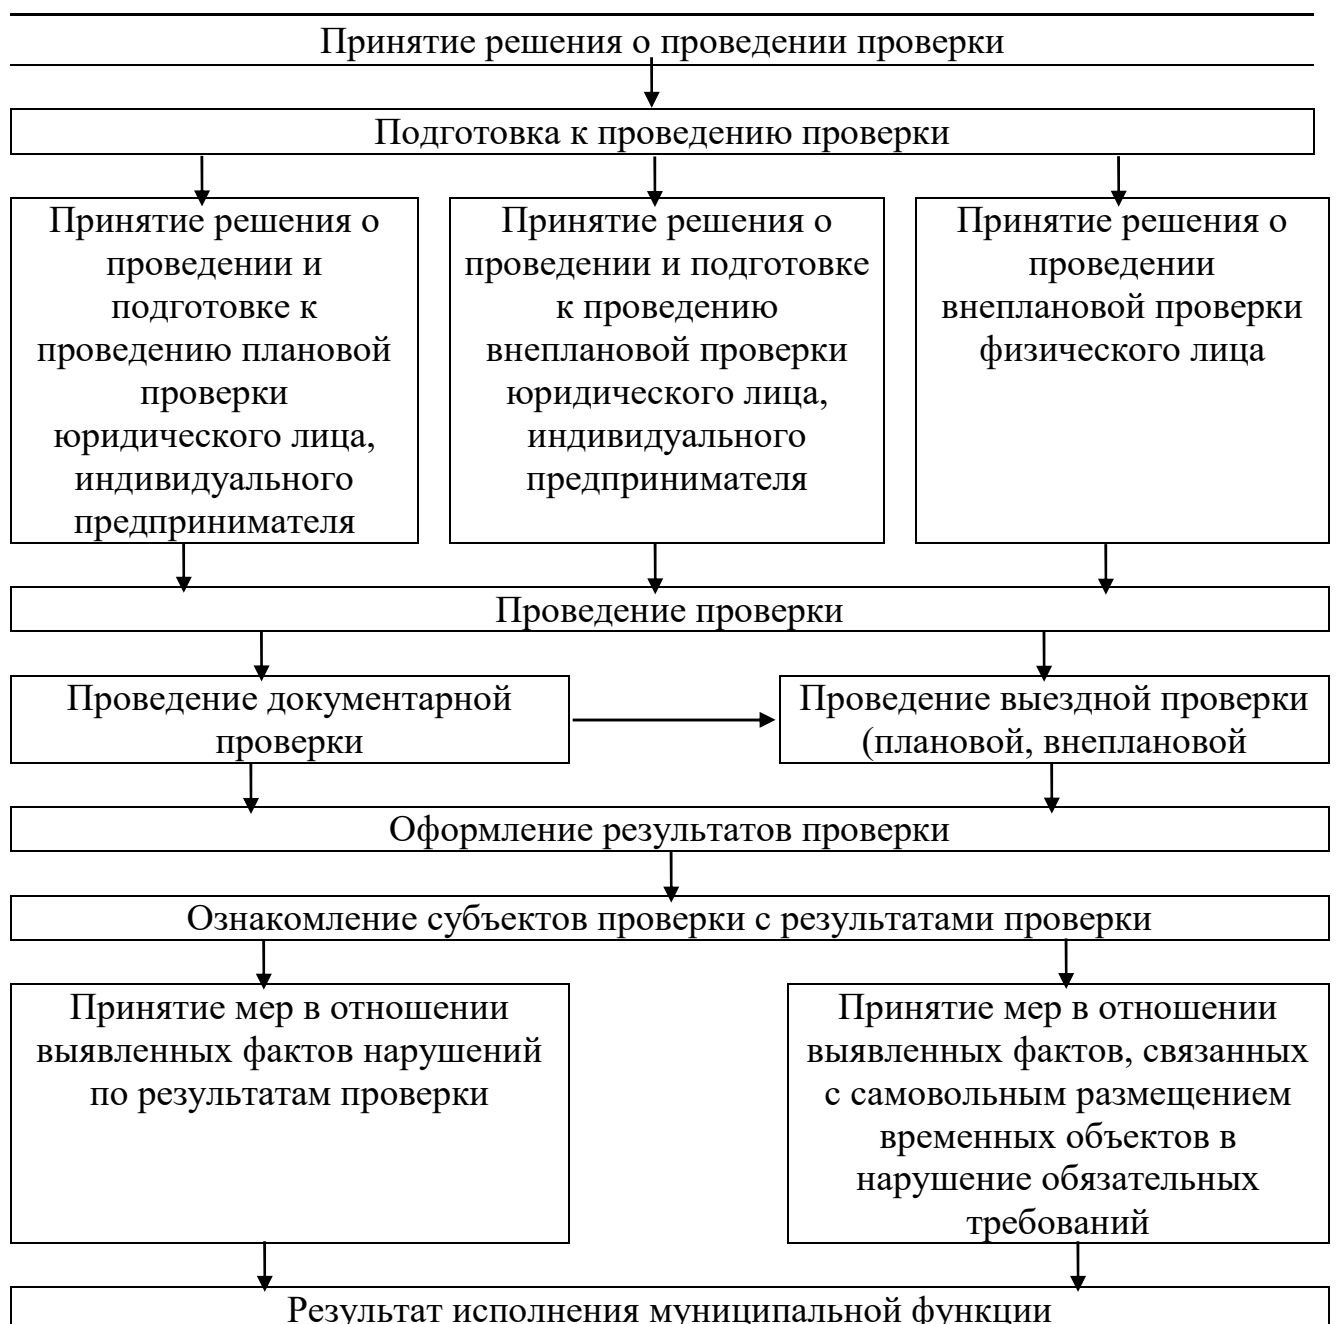 Принятие решения о проведении проверки
Подготовка к проведению проверки
Принятие решения о
проведении и
подготовке к
проведению плановой
проверки
юридического лица,
индивидуального
предпринимателя
Принятие решения о
проведении и подготовке
к проведению
внеплановой проверки
юридического лица,
индивидуального
предпринимателя
Принятие решения о
проведении
внеплановой проверки
физического лица
Проведение проверки
Проведение документарной
проверки
Проведение выездной проверки
(плановой, внеплановой
Оформление результатов проверки
Ознакомление субъектов проверки с результатами проверки
Принятие мер в отношении
выявленных фактов нарушений
по результатам проверки
Принятие мер в отношении
выявленных фактов, связанных
с самовольным размещением
временных объектов в
нарушение обязательных
требований
Результат исполнения муниципальной функции